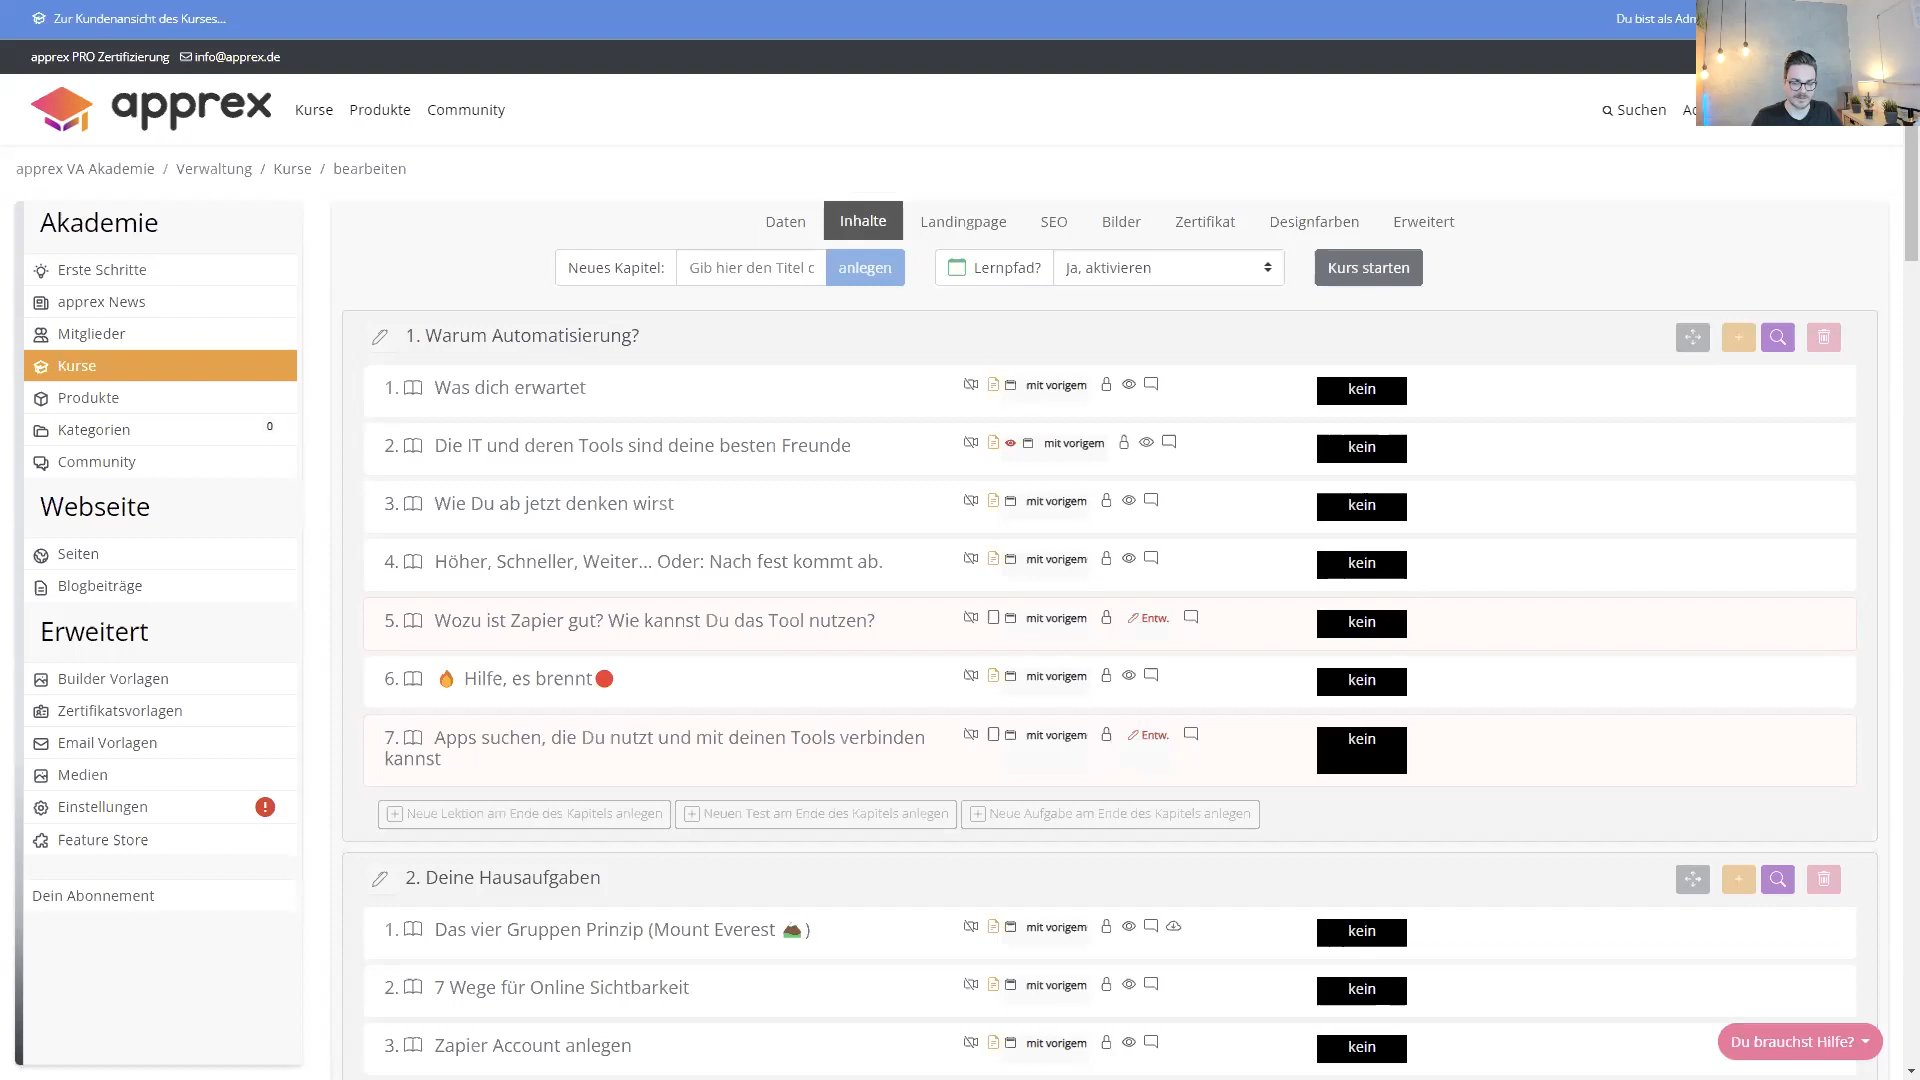 Zur Kundenansicht des Kurses...
Du bist als Adm
apprex PRO Zertifizierung info@apprex.de
apprex
Kurse Produkte Community
Suchen
apprex VA Akademie / Verwaltung / Kurse / bearbeiten
Akademie
Erste Schritte
apprex News
Mitglieder
Kurse
Produkte
Kategorien 0
Community
Webseite
Seiten
Blogbeiträge
Erweitert
Builder Vorlagen
Zertifikatsvorlagen
Email Vorlagen
Medien
Einstellungen !
Feature Store
Dein Abonnement
Daten Inhalte Landingpage SEO Bilder Zertifikat Designfarben Erweitert
Neues Kapitel: Gib hier den Titel anlegen Lernpfad? Ja, aktivieren Kurs starten
1. Warum Automatisierung?
1. Was dich erwartet mit vorigem kein
2. Die IT und deren Tools sind deine besten Freunde mit vorigem kein
3. Wie Du ab jetzt denken wirst mit vorigem kein
4. Höher, Schneller, Weiter... Oder: Nach fest kommt ab. mit vorigem kein
5. Wozu ist Zapier gut? Wie kannst Du das Tool nutzen? mit vorigem Entw. kein
6. Hilfe, es brennt mit vorigem kein
7. Apps suchen, die Du nutzt und mit deinen Tools verbinden mit vorigem Entw. kein
kannst
Neue Lektion am Ende des Kapitels anlegen Neuen Test am Ende des Kapitels anlegen Neue Aufgabe am Ende des Kapitels anlegen
2. Deine Hausaufgaben
1. Das vier Gruppen Prinzip (Mount Everest ) mit vorigem kein
2. 7 Wege für Online Sichtbarkeit mit vorigem kein
3. Zapier Account anlegen mit vorigem kein
Du brauchst Hilfe?